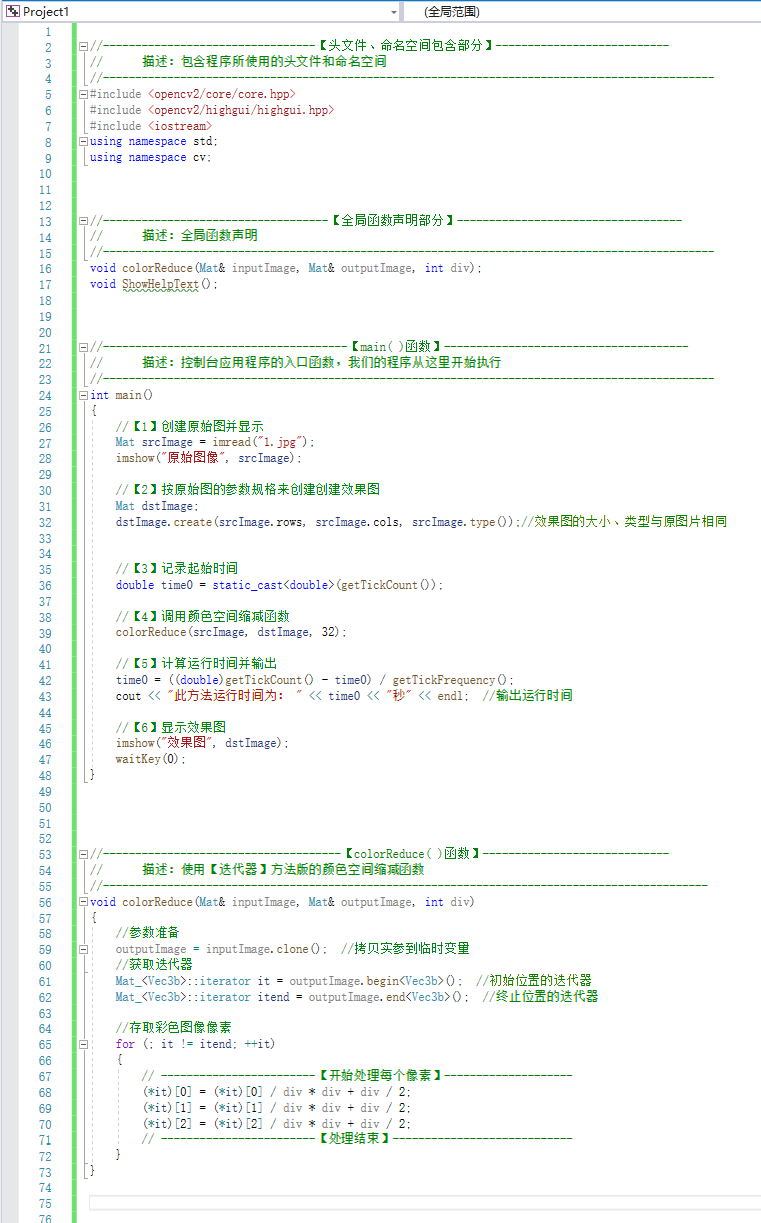 Project1 (全局范围)
1
2 //---------------------------------【头文件、命名空间包含部分】---------------------------
3 //      描述：包含程序所使用的头文件和命名空间
4 //-----------------------------------------------------------------------------------------------
5 #include <opencv2/core/core.hpp>
6 #include <opencv2/highgui/highgui.hpp>
7 #include <iostream>
8 using namespace std;
9 using namespace cv;
10
11
12
13 //-----------------------------------【全局函数声明部分】-----------------------------------
14 //      描述：全局函数声明
15 //-----------------------------------------------------------------------------------------------
16 void colorReduce(Mat& inputImage, Mat& outputImage, int div);
17 void ShowHelpText();
18
19
20
21 //--------------------------------------【main( )函数】--------------------------------------
22 //      描述：控制台应用程序的入口函数，我们的程序从这里开始执行
23 //-----------------------------------------------------------------------------------------------
24 int main()
25 {
26     //【1】创建原始图并显示
27     Mat srcImage = imread("1.jpg");
28     imshow("原始图像", srcImage);
29
30     //【2】按原始图的参数规格来创建创建效果图
31     Mat dstImage;
32     dstImage.create(srcImage.rows, srcImage.cols, srcImage.type());//效果图的大小、类型与原图片相同
33
34
35     //【3】记录起始时间
36     double time0 = static_cast<double>(getTickCount());
37
38     //【4】调用颜色空间缩减函数
39     colorReduce(srcImage, dstImage, 32);
40
41     //【5】计算运行时间并输出
42     time0 = ((double)getTickCount() - time0) / getTickFrequency();
43     cout << "此方法运行时间为： " << time0 << "秒" << endl;  //输出运行时间
44
45     //【6】显示效果图
46     imshow("效果图", dstImage);
47     waitKey(0);
48 }
49
50
51
52
53 //-------------------------------------【colorReduce( )函数】-----------------------------
54 //      描述：使用【迭代器】方法版的颜色空间缩减函数
55 //----------------------------------------------------------------------------------------------
56 void colorReduce(Mat& inputImage, Mat& outputImage, int div)
57 {
58     //参数准备
59     outputImage = inputImage.clone();  //拷贝实参到临时变量
60     //获取迭代器
61     Mat_<Vec3b>::iterator it = outputImage.begin<Vec3b>();  //初始位置的迭代器
62     Mat_<Vec3b>::iterator itend = outputImage.end<Vec3b>();  //终止位置的迭代器
63
64     //存取彩色图像像素
65     for (; it != itend; ++it)
66     {
67         // ------------------------【开始处理每个像素】--------------------
68         (*it)[0] = (*it)[0] / div * div + div / 2;
69         (*it)[1] = (*it)[1] / div * div + div / 2;
70         (*it)[2] = (*it)[2] / div * div + div / 2;
71         // ------------------------【处理结束】----------------------------
72     }
73 }
74
75
76